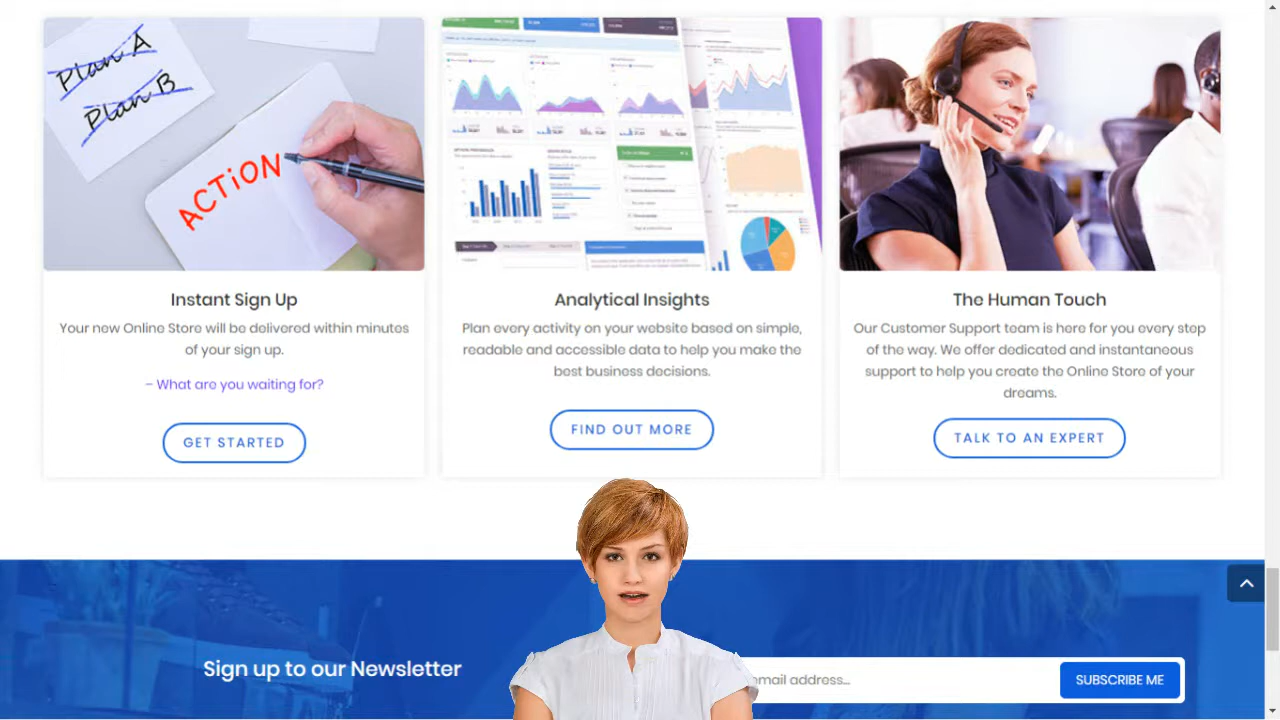 Plan A
Plan B
ACTiON
Instant Sign Up
Your new Online Store will be delivered within minutes
of your sign up.
– What are you waiting for?
GET STARTED
Analytical Insights
Plan every activity on your website based on simple,
readable and accessible data to help you make the
best business decisions.
FIND OUT MORE
The Human Touch
Our Customer Support team is here for you every step
of the way. We offer dedicated and instantaneous
support to help you create the Online Store of your
dreams.
TALK TO AN EXPERT
Sign up to our Newsletter
address...
SUBSCRIBE ME